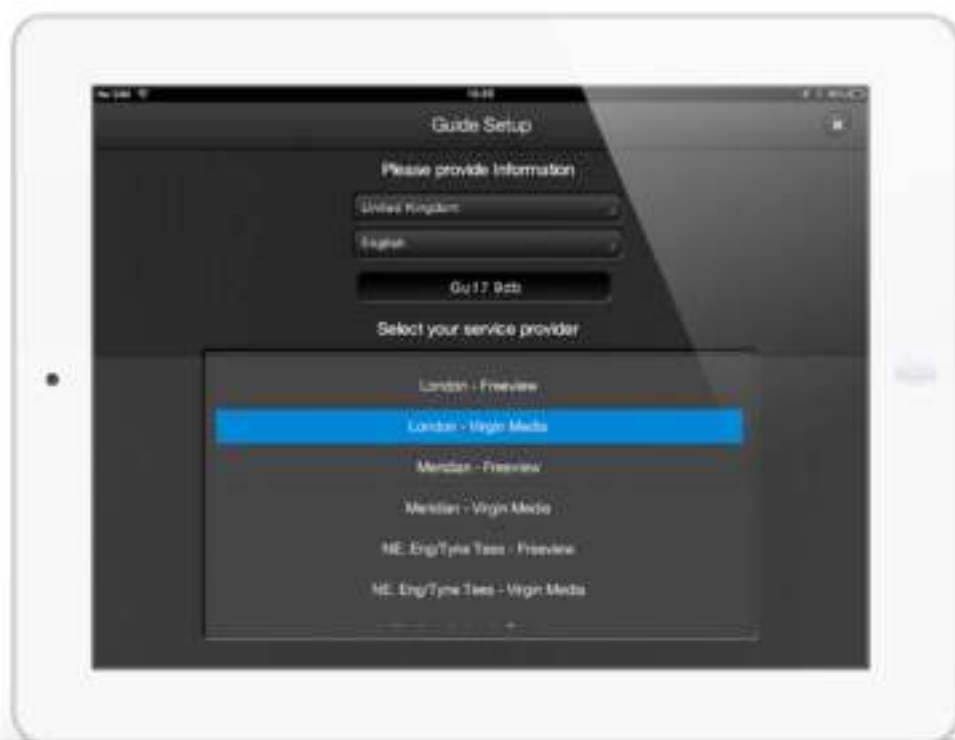 Guide Setup
Please provide Information
United Kingdom
English
Gu17 9db
Select your service provider
London - Freeview
London - Virgin Media
Meridian - Freeview
Meridian - Virgin Media
NE. Eng/Tyne Tees - Freeview
NE. Eng/Tyne Tees - Virgin Media